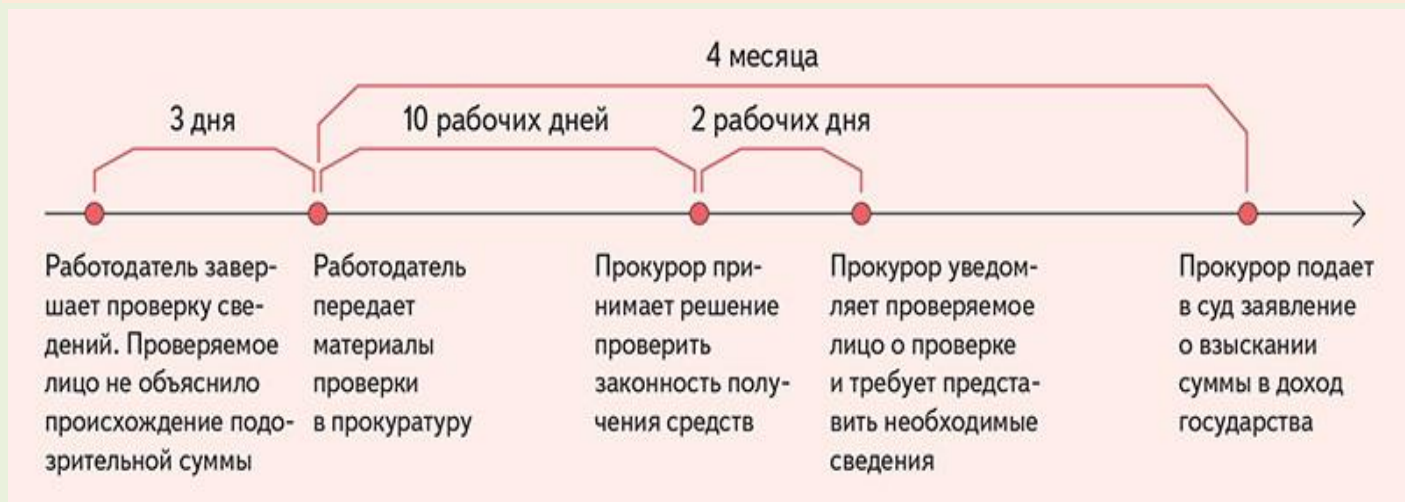 4 месяца
3 дня
10 рабочих дней
2 рабочих дня
Работодатель завер-
шает проверку све-
дений. Проверяемое
лицо не объяснило
происхождение подо-
зрительной суммы
Работодатель
передает
материалы
проверки
в прокуратуру
Прокурор при-
нимает решение
проверить
законность полу-
чения средств
Прокурор уведом-
ляет проверяемое
лицо о проверке
и требует предста-
вить необходимые
сведения
Прокурор подает
в суд заявление
о взыскании
суммы в доход
государства